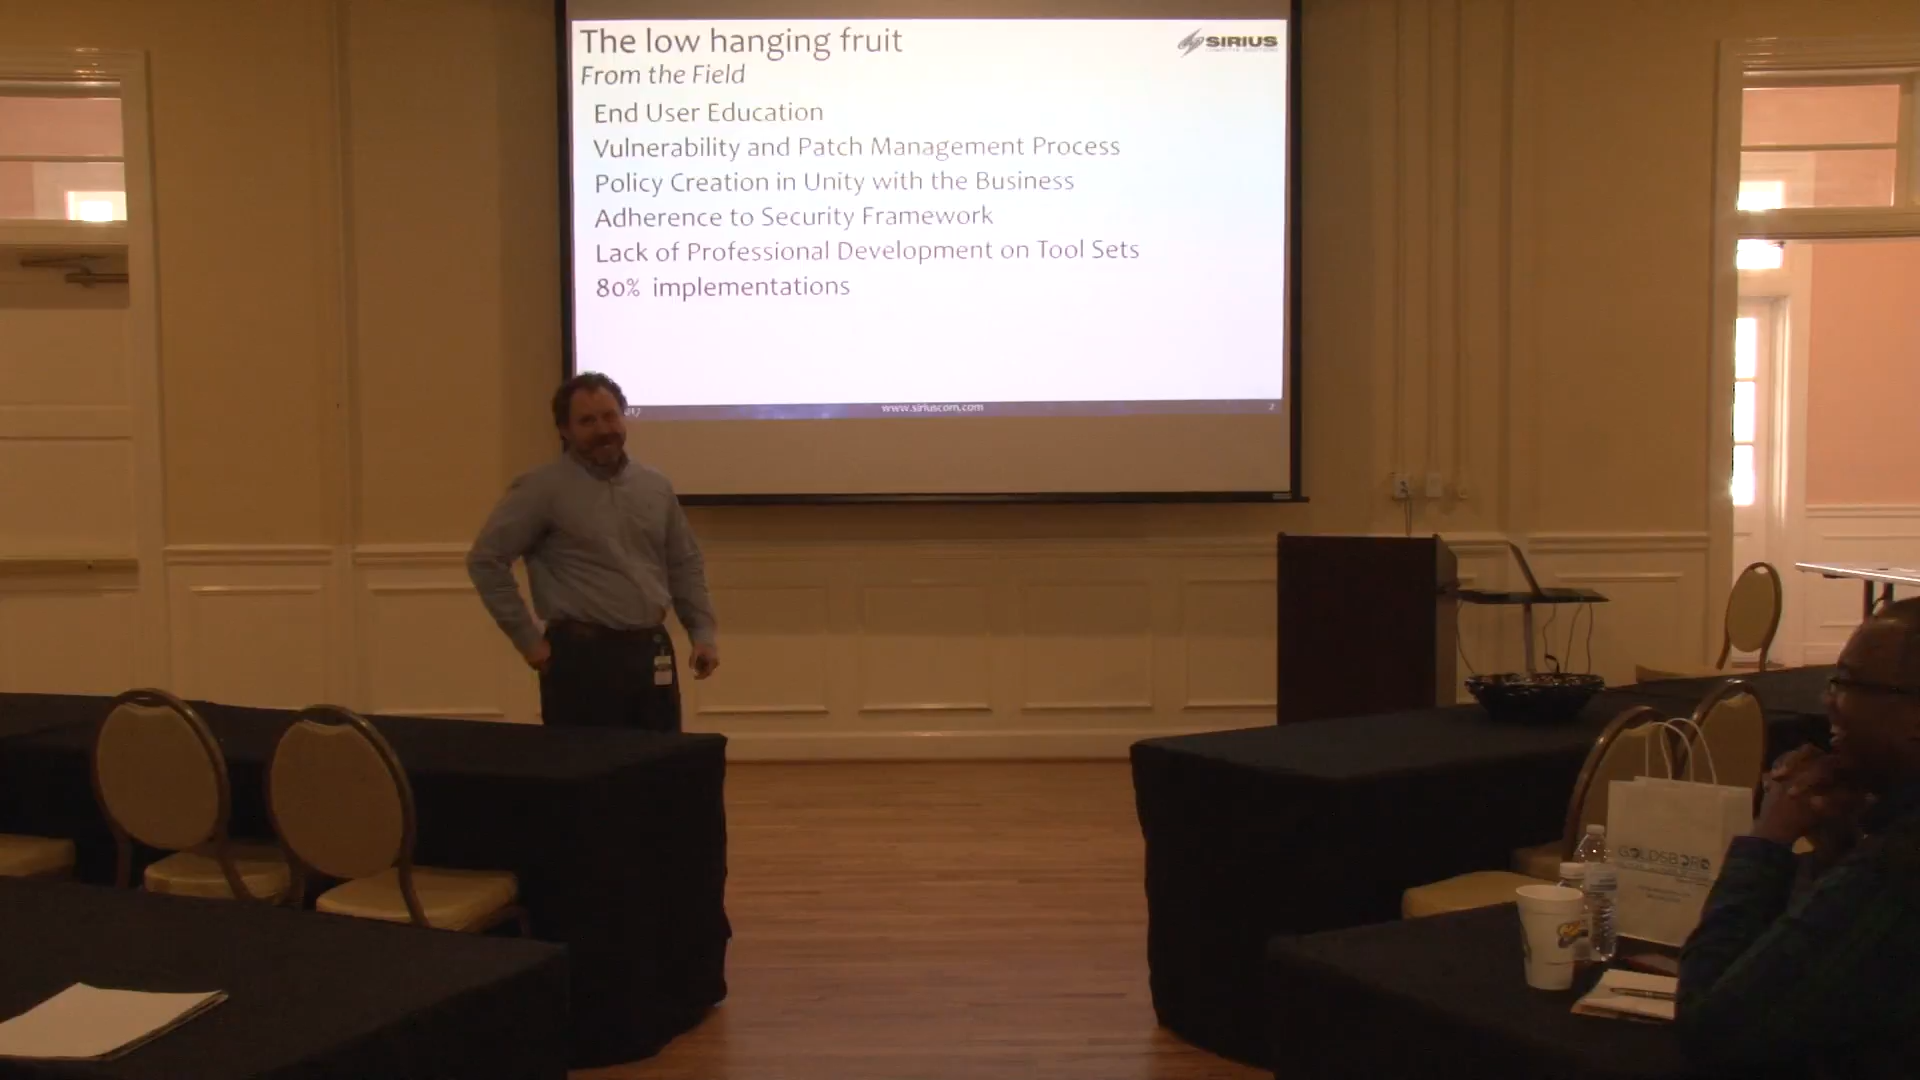 The low hanging fruit
SIRIUS
From the Field
End User Education
Vulnerability and Patch Management Process
Policy Creation in Unity with the Business
Adherence to Security Framework
Lack of Professional Development on Tool Sets
80% implementations
www.siriuscom.com
2
GOLDSBORO